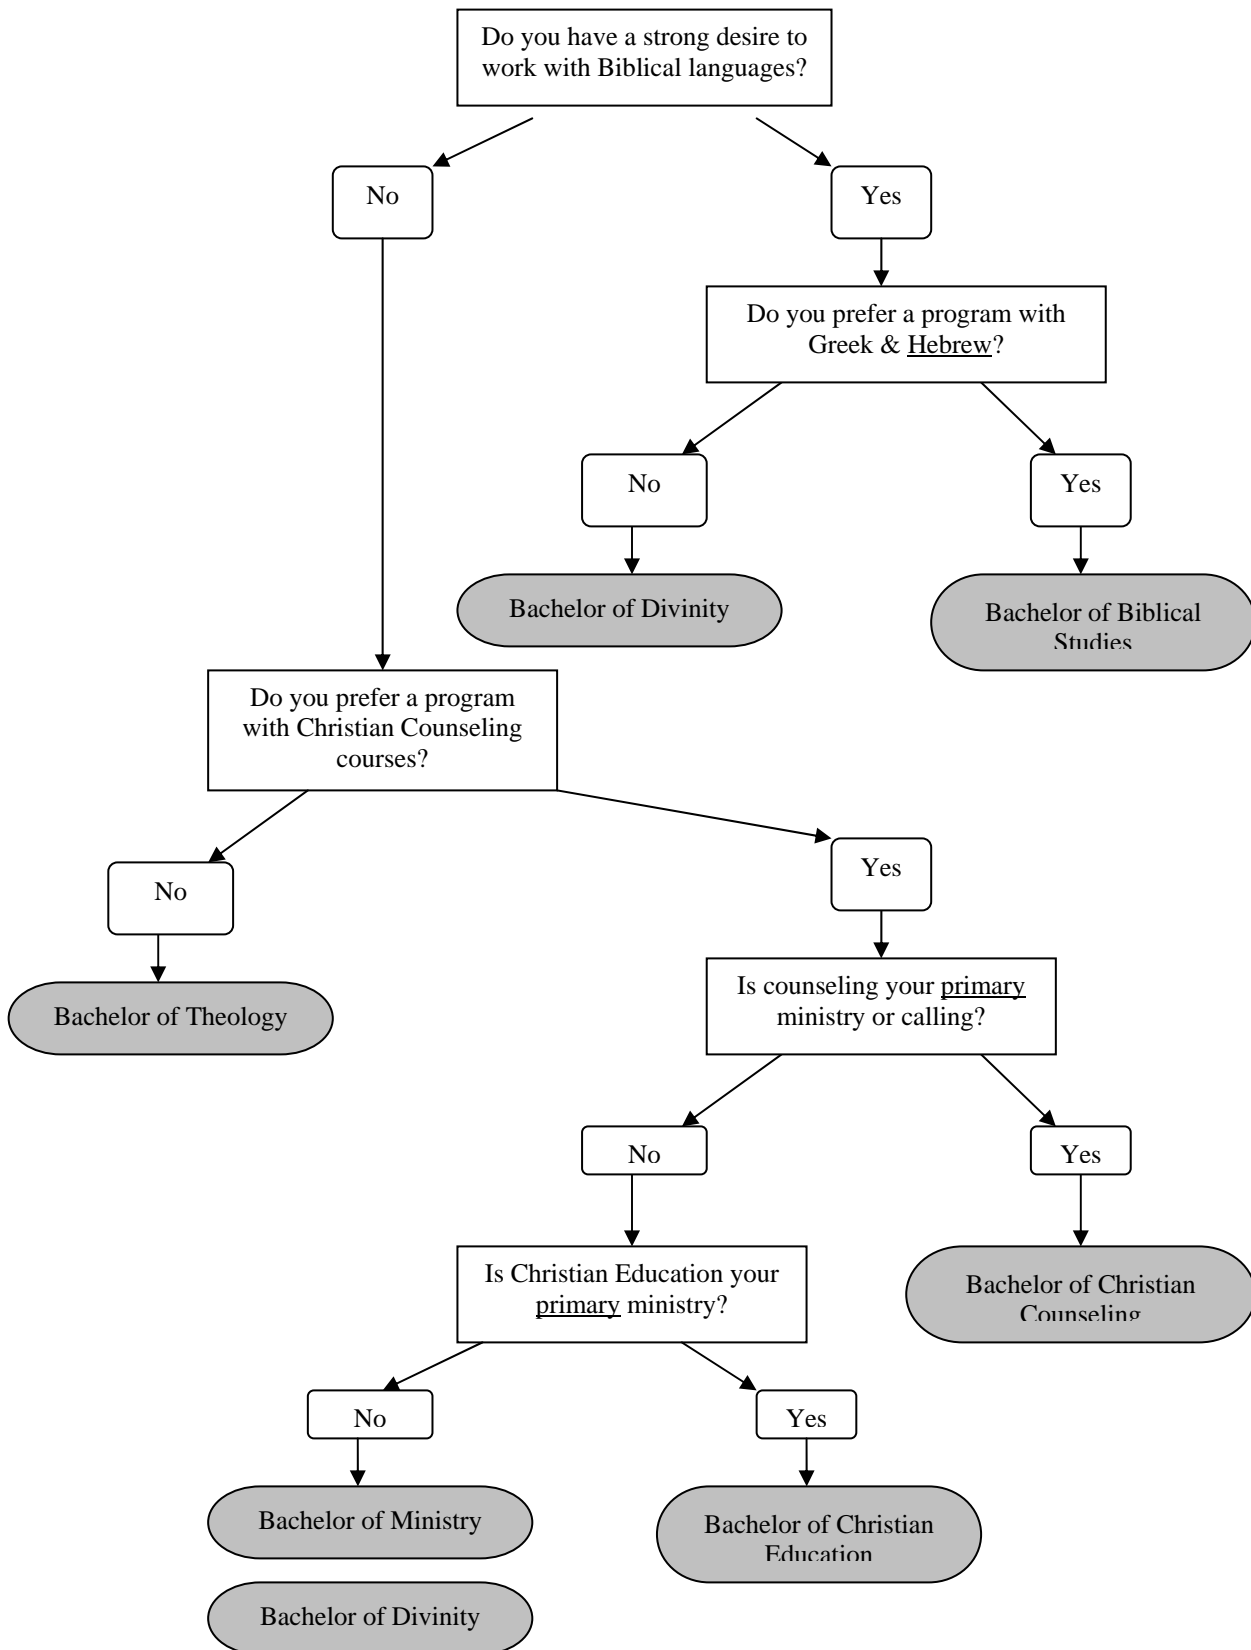 Do you have a strong desire to
work with Biblical languages?
No
Yes
Do you prefer a program with
Greek & Hebrew?
No
Yes
Bachelor of Divinity
Bachelor of Biblical
Studies
Do you prefer a program
with Christian Counseling
courses?
No
Yes
Bachelor of Theology
Is counseling your primary
ministry or calling?
No
Yes
Is Christian Education your
primary ministry?
Bachelor of Christian
Counseling
No
Yes
Bachelor of Ministry
Bachelor of Christian
Education
Bachelor of Divinity